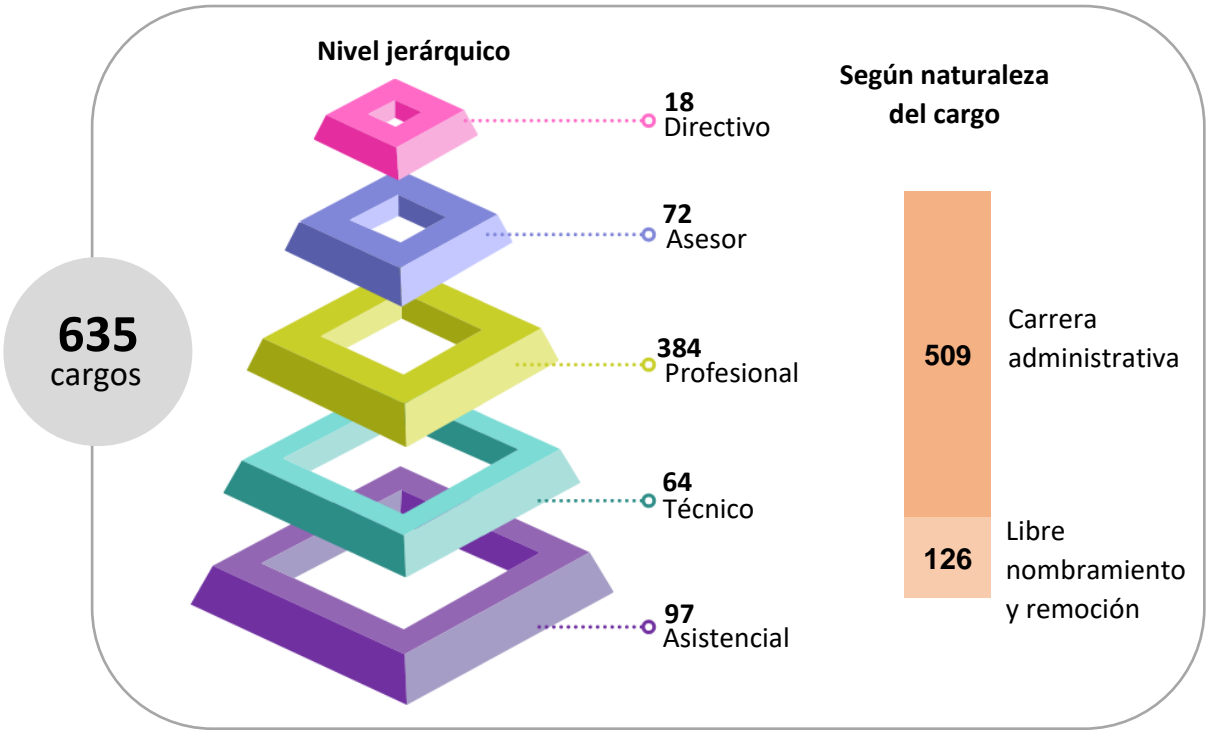 Nivel jerárquico
18
Directivo
72
Asesor
384
Profesional
64
Técnico
97
Asistencial
635
cargos
Según naturaleza
del cargo
509
Carrera
administrativa
126
Libre
nombramiento
y remoción